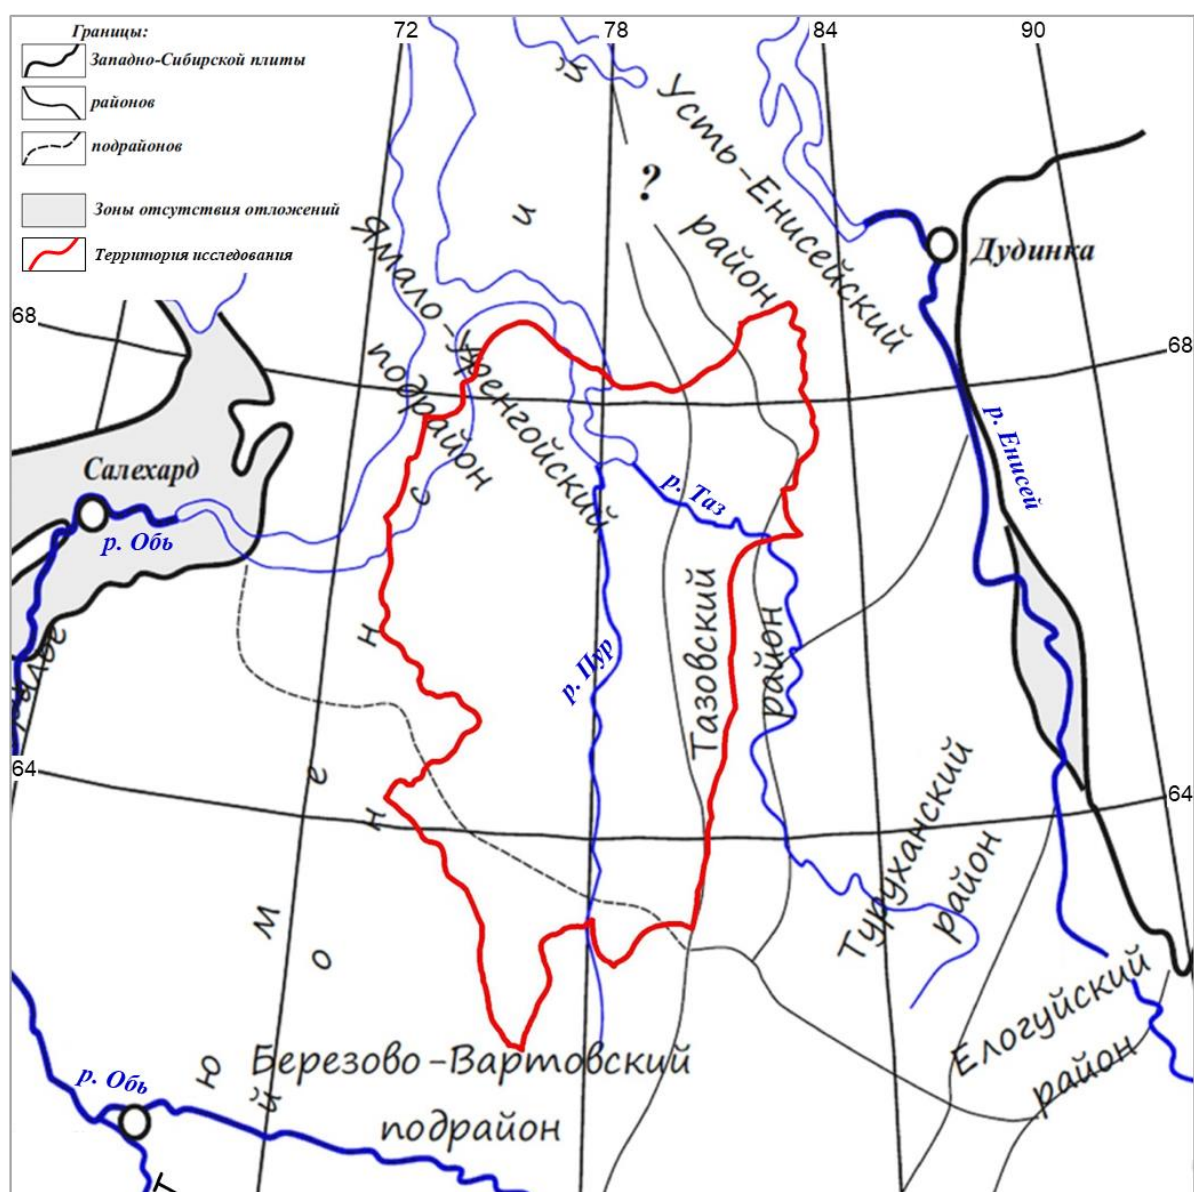 Границы:
Западно-Сибирской плиты
районов
подрайонов
Зоны отсутствия отложений
Территория исследования
72
78
84
90
68
68
64
64
Усть-Енисейский
район
?
Ямало-Уренгойский
подрайон
Дудинка
р. Енисей
Салехард
р. Обь
р. Таз
р. Пур
Тазовский
район
Туруханский
район
Елогуйский
район
Березово-Вартовский
подрайон
р. Обь
й
и
с
н
а
н
м
о
ю
й
Т